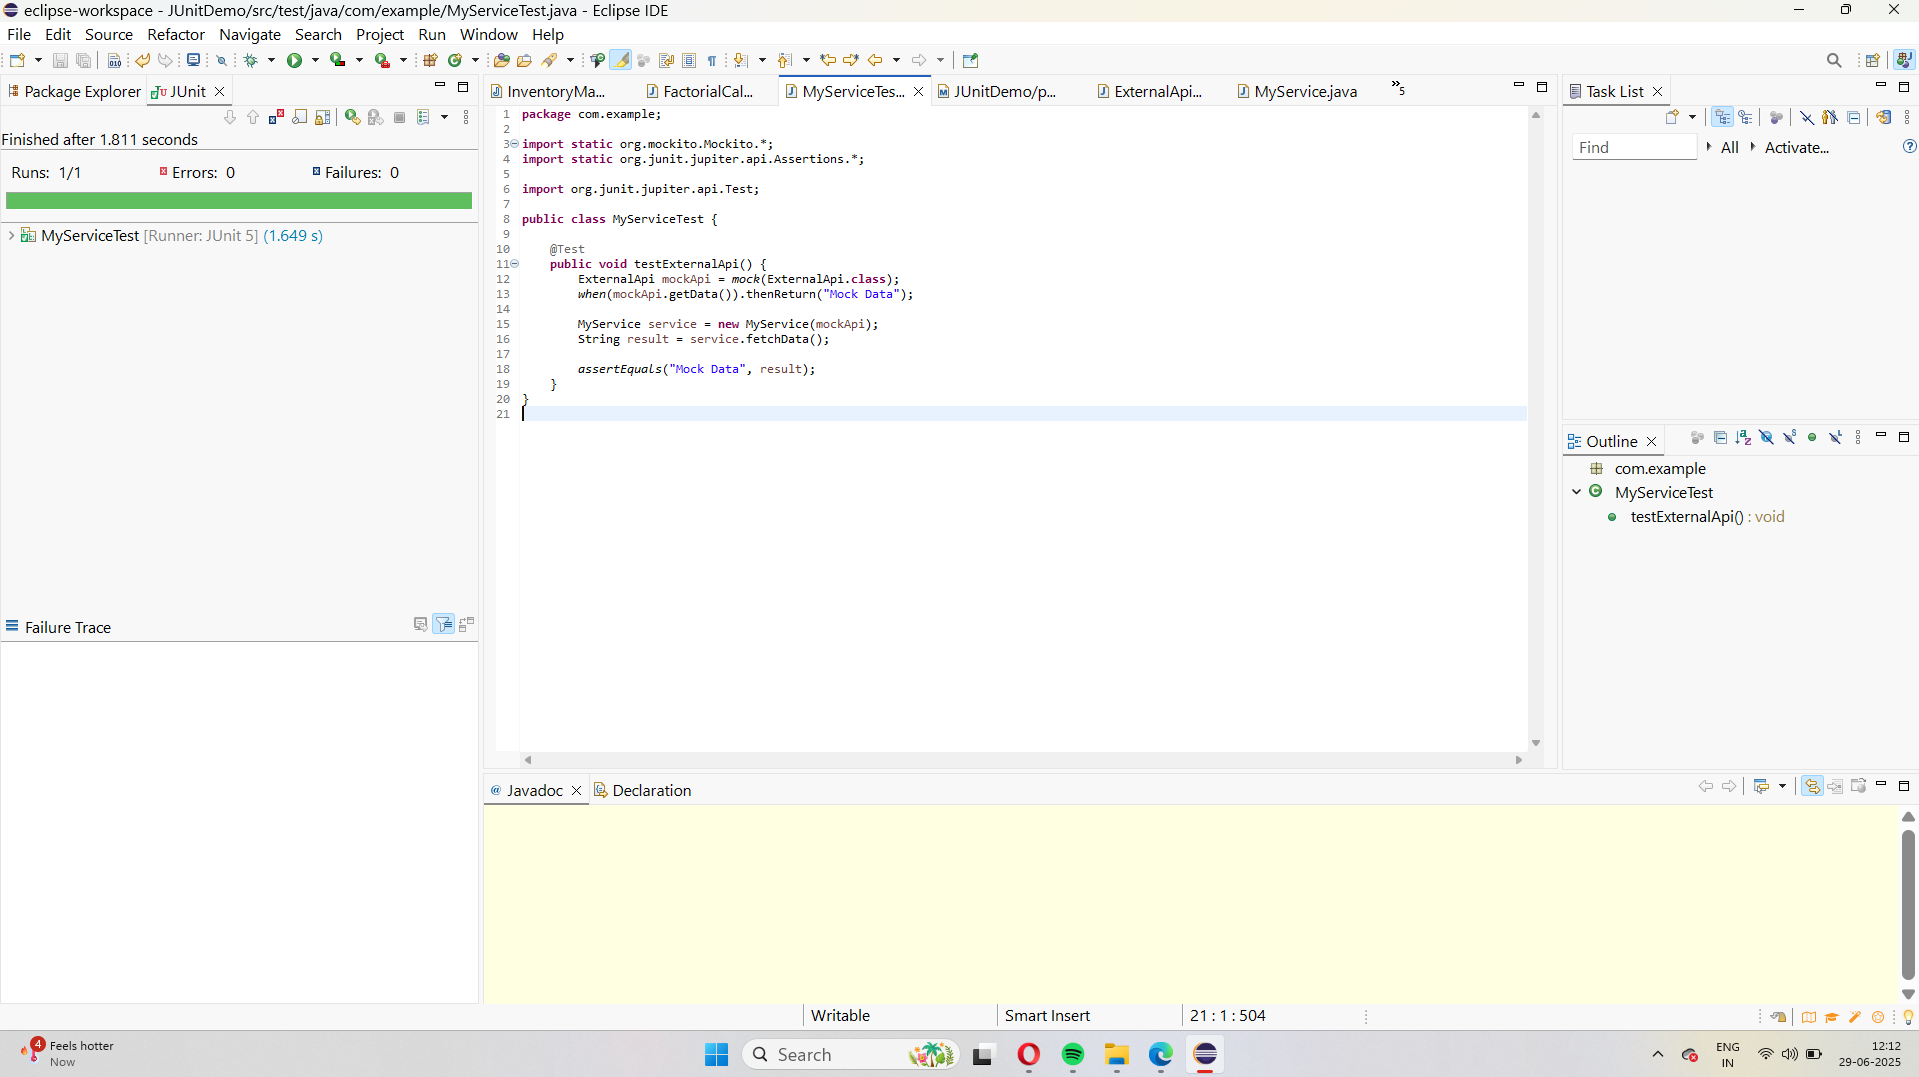 eclipse-workspace - JUnitDemo/src/test/java/com/example/MyServiceTest.java - Eclipse IDE
File Edit Source Refactor Navigate Search Project Run Window Help
Package Explorer JUnit
Finished after 1.811 seconds
Runs: 1/1 Errors: 0 Failures: 0
MyServiceTest [Runner: JUnit 5] (1.649 s)
Failure Trace
InventoryMa... FactorialCal... MyServiceTes... JUnitDemo/p... ExternalApi... MyService.java »5
1 package com.example;
2
3 import static org.mockito.Mockito.*;
4 import static org.junit.jupiter.api.Assertions.*;
5
6 import org.junit.jupiter.api.Test;
7
8 public class MyServiceTest {
9
10 @Test
11 public void testExternalApi() {
12 ExternalApi mockApi = mock(ExternalApi.class);
13 when(mockApi.getData()).thenReturn("Mock Data");
14
15 MyService service = new MyService(mockApi);
16 String result = service.fetchData();
17
18 assertEquals("Mock Data", result);
19 }
20 }
21
Task List
Find All Activate...
Outline
com.example
MyServiceTest
testExternalApi() : void
@ Javadoc Declaration
Writable Smart Insert 21 : 1 : 504
4 Feels hotter
Now
Search
ENG
IN
12:12
29-06-2025